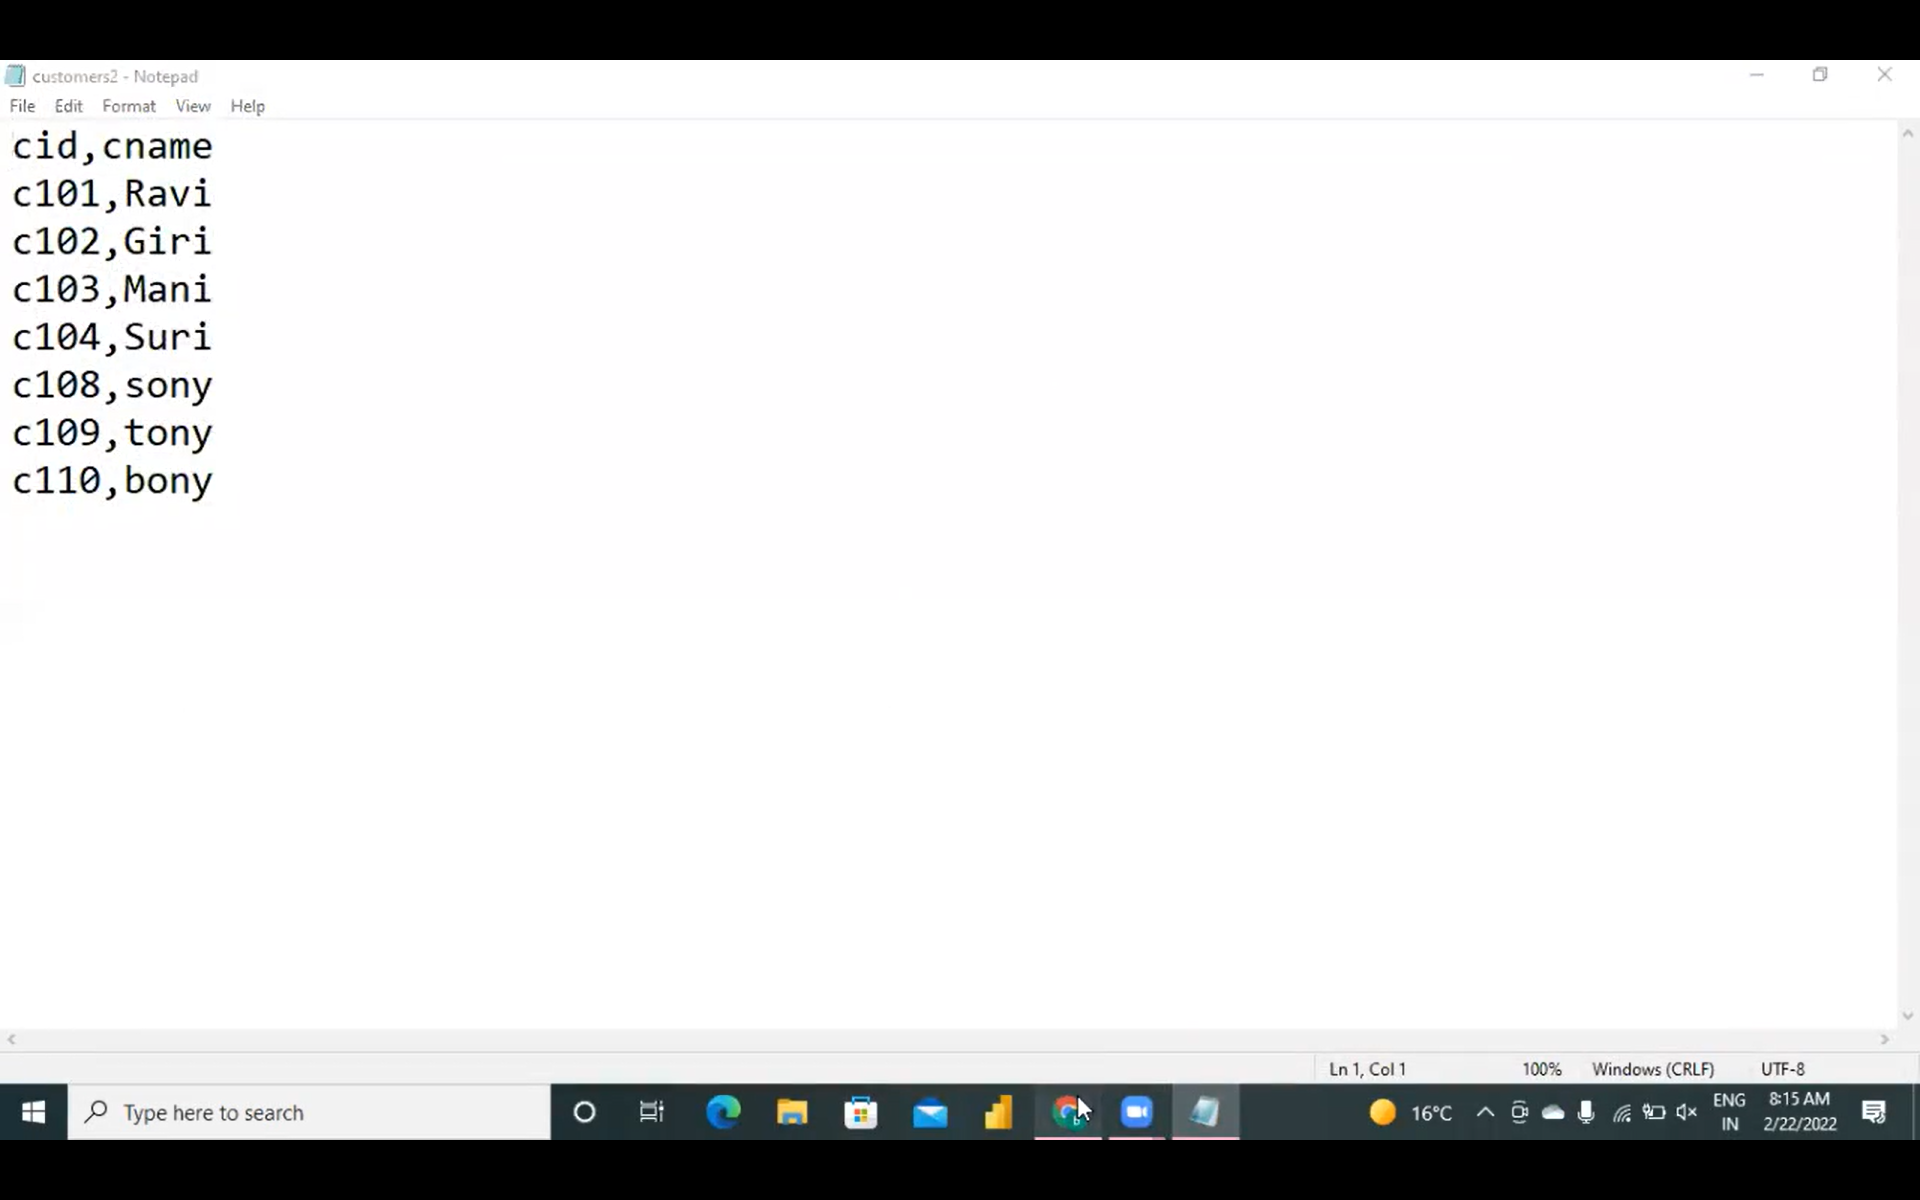 customers2 - Notepad
File Edit Format View Help
cid,cname
c101,Ravi
c102,Giri
c103,Mani
c104,Suri
c108,sony
c109,tony
c110,bony
Ln 1, Col 1 100% Windows (CRLF) UTF-8
Type here to search
16°C
ENG
IN
8:15 AM
2/22/2022